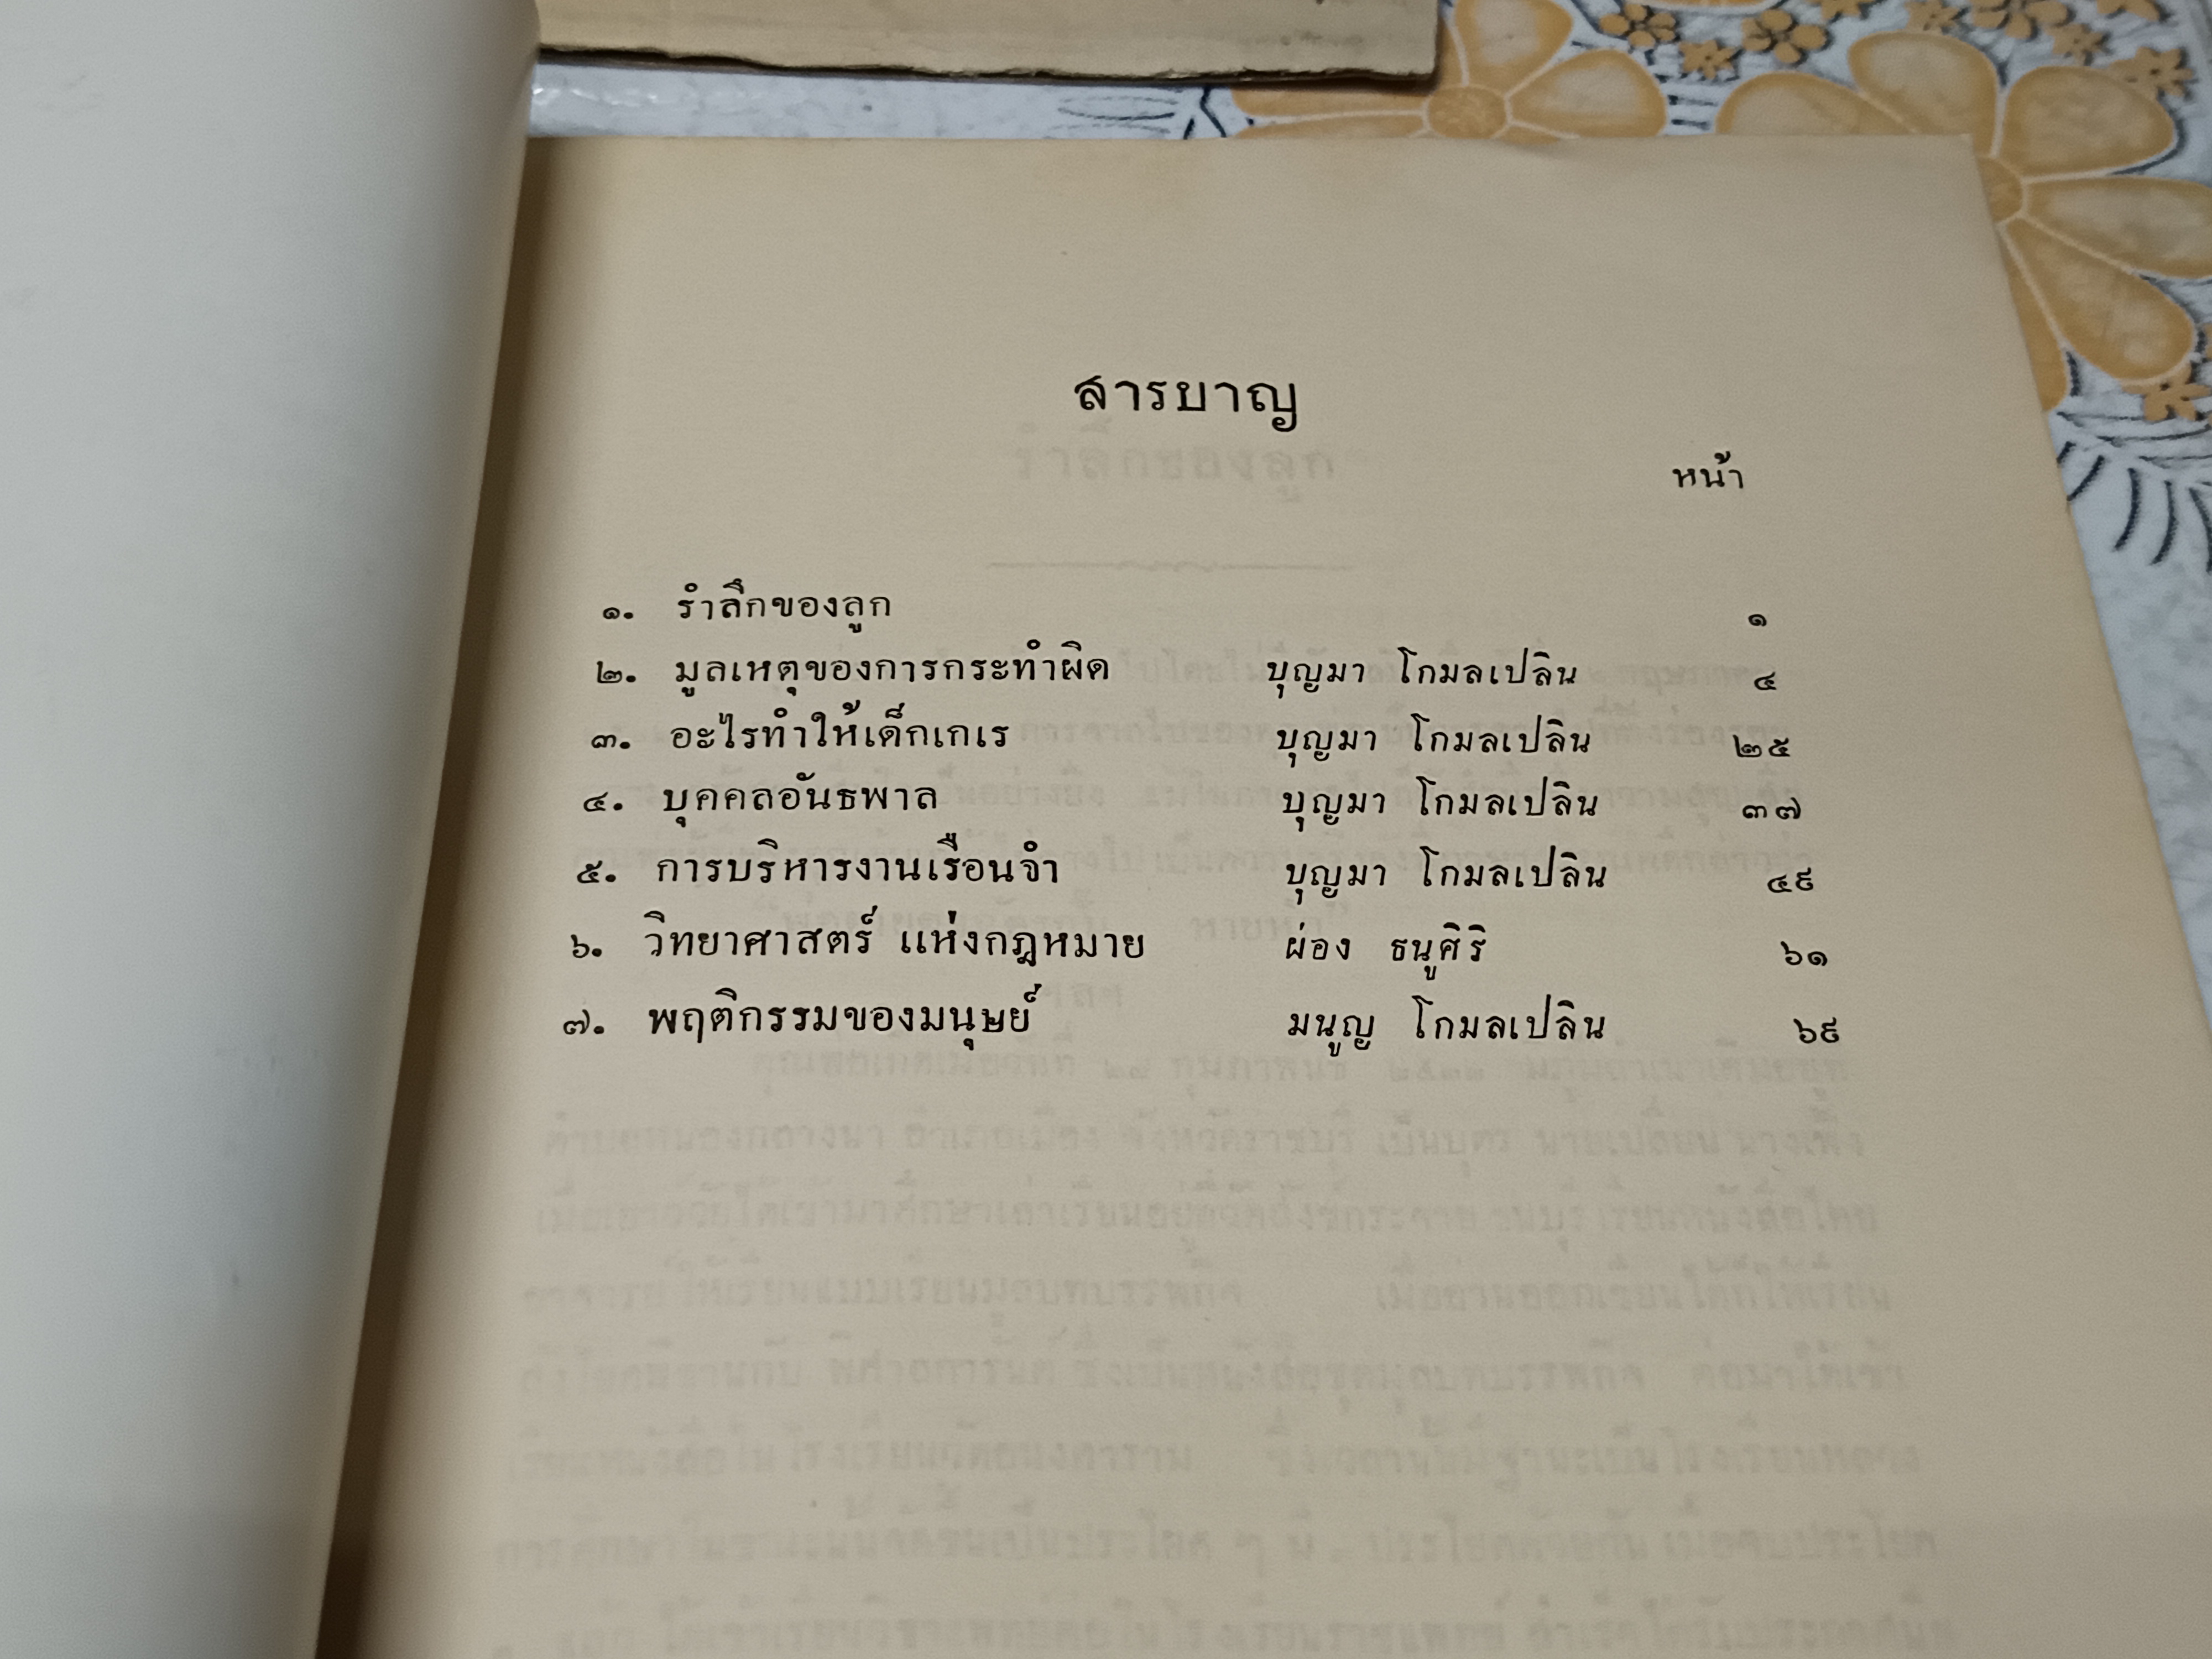 สารบาญ
หน้า
๑. รำลึกของลูก ๑
๒. มูลเหตุของการกระทำผิด บุญมา โกมลเปลิน ๔
๓. อะไรทำให้เด็กเกเร บุญมา โกมลเปลิน ๒๕
๔. บุคคลอันธพาล บุญมา โกมลเปลิน ๓๗
๕. การบริหารงานเรือนจำ บุญมา โกมลเปลิน ๔๙
๖. วิทยาศาสตร์ แห่งกฎหมาย ผ่อง ธนูศิริ ๖๑
๗. พฤติกรรมของมนุษย์ มนูญ โกมลเปลิน ๖๙